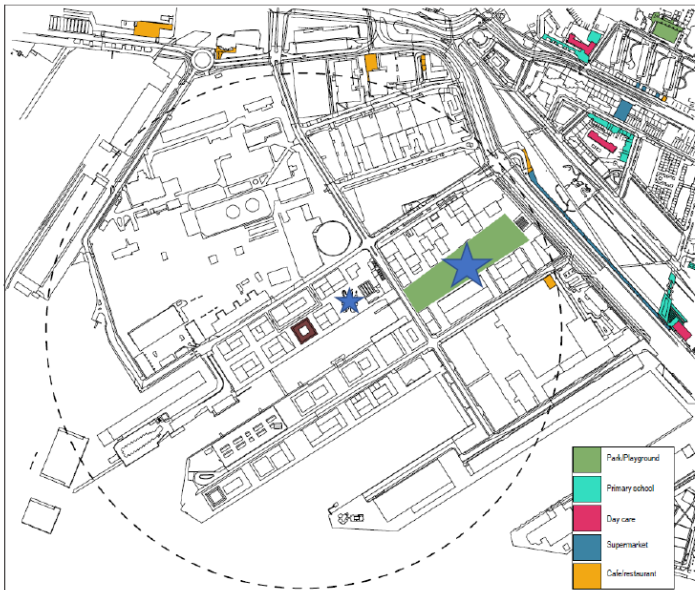 Park/Playground
Primary school
Day care
Supermarket
Cafe/restaurant